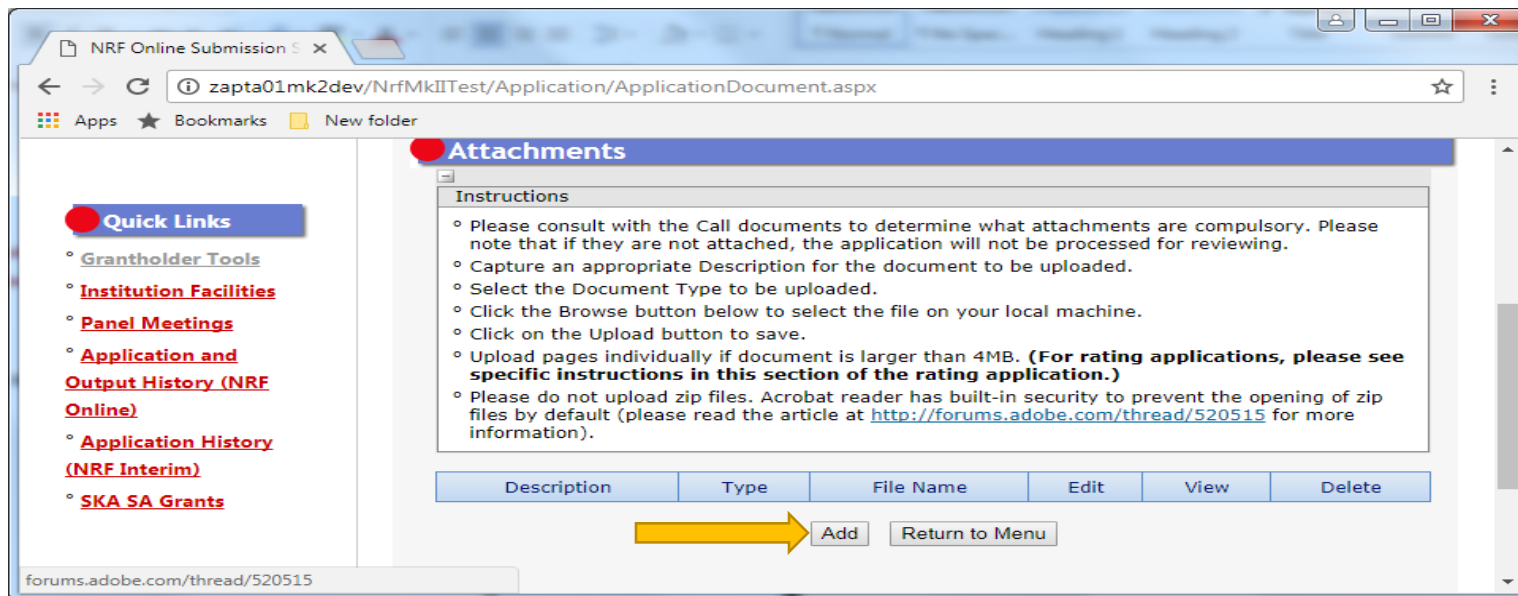 NRF Online Submission S
zapta01mk2dev/NrfMkIITest/Application/ApplicationDocument.aspx
Apps Bookmarks New folder
Attachments
Instructions
° Please consult with the Call documents to determine what attachments are compulsory. Please
note that if they are not attached, the application will not be processed for reviewing.
° Capture an appropriate Description for the document to be uploaded.
° Select the Document Type to be uploaded.
° Click the Browse button below to select the file on your local machine.
° Click on the Upload button to save.
° Upload pages individually if document is larger than 4MB. (For rating applications, please see
specific instructions in this section of the rating application.)
° Please do not upload zip files. Acrobat reader has built-in security to prevent the opening of zip
files by default (please read the article at http://forums.adobe.com/thread/520515 for more
information).
Quick Links
° Grantholder Tools
° Institution Facilities
° Panel Meetings
° Application and
Output History (NRF
Online)
° Application History
(NRF Interim)
° SKA SA Grants
Description Type File Name Edit View Delete
Add Return to Menu
forums.adobe.com/thread/520515